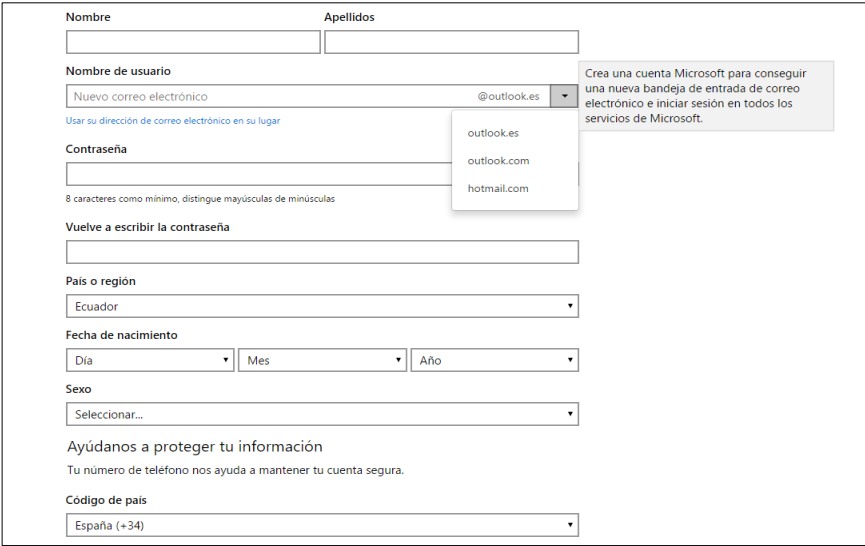 Nombre Apellidos
Nombre de usuario
Nuevo correo electrónico @outlook.es
Crea una cuenta Microsoft para conseguir
una nueva bandeja de entrada de correo
electrónico e iniciar sesión en todos los
servicios de Microsoft.
Usar su dirección de correo electrónico en su lugar
outlook.es
outlook.com
hotmail.com
Contraseña
8 caracteres como mínimo, distingue mayúsculas de minúsculas
Vuelve a escribir la contraseña
País o región
Ecuador
Fecha de nacimiento
Día Mes Año
Sexo
Seleccionar...
Ayúdanos a proteger tu información
Tu número de teléfono nos ayuda a mantener tu cuenta segura.
Código de país
España (+34)